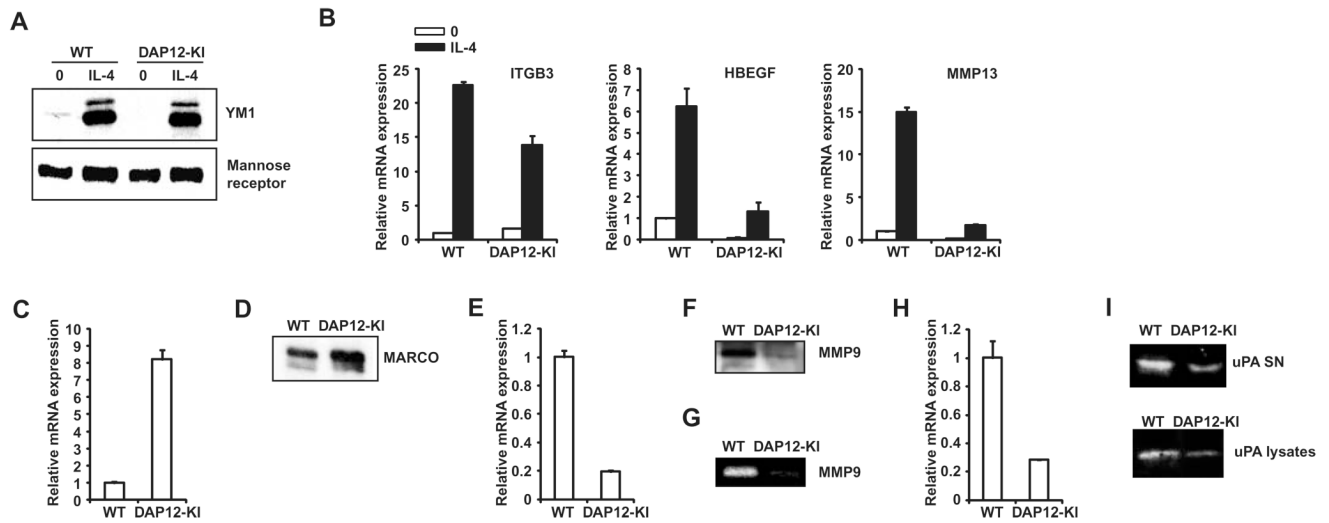 A
WT DAP12-KI
0 IL-4 0 IL-4
YM1
Mannose
receptor
B
0
IL-4
Relative mRNA expression
25
20
15
10
5
0
ITGB3
WT DAP12-KI
Relative mRNA expression
8
7
6
5
4
3
2
1
0
HBEGF
WT DAP12-KI
Relative mRNA expression
20
15
10
5
0
MMP13
WT DAP12-KI
C
Relative mRNA expression
10
9
8
7
6
5
4
3
2
1
0
WT DAP12-KI
D
WT DAP12-KI
MARCO
E
Relative mRNA expression
1.2
1
0.8
0.6
0.4
0.2
0
WT DAP12-KI
F
WT DAP12-KI
MMP9
G
WT DAP12-KI
MMP9
H
Relative mRNA expression
1.2
1
0.8
0.6
0.4
0.2
0
WT DAP12-KI
I
WT DAP12-KI
uPA SN
WT DAP12-KI
uPA lysates